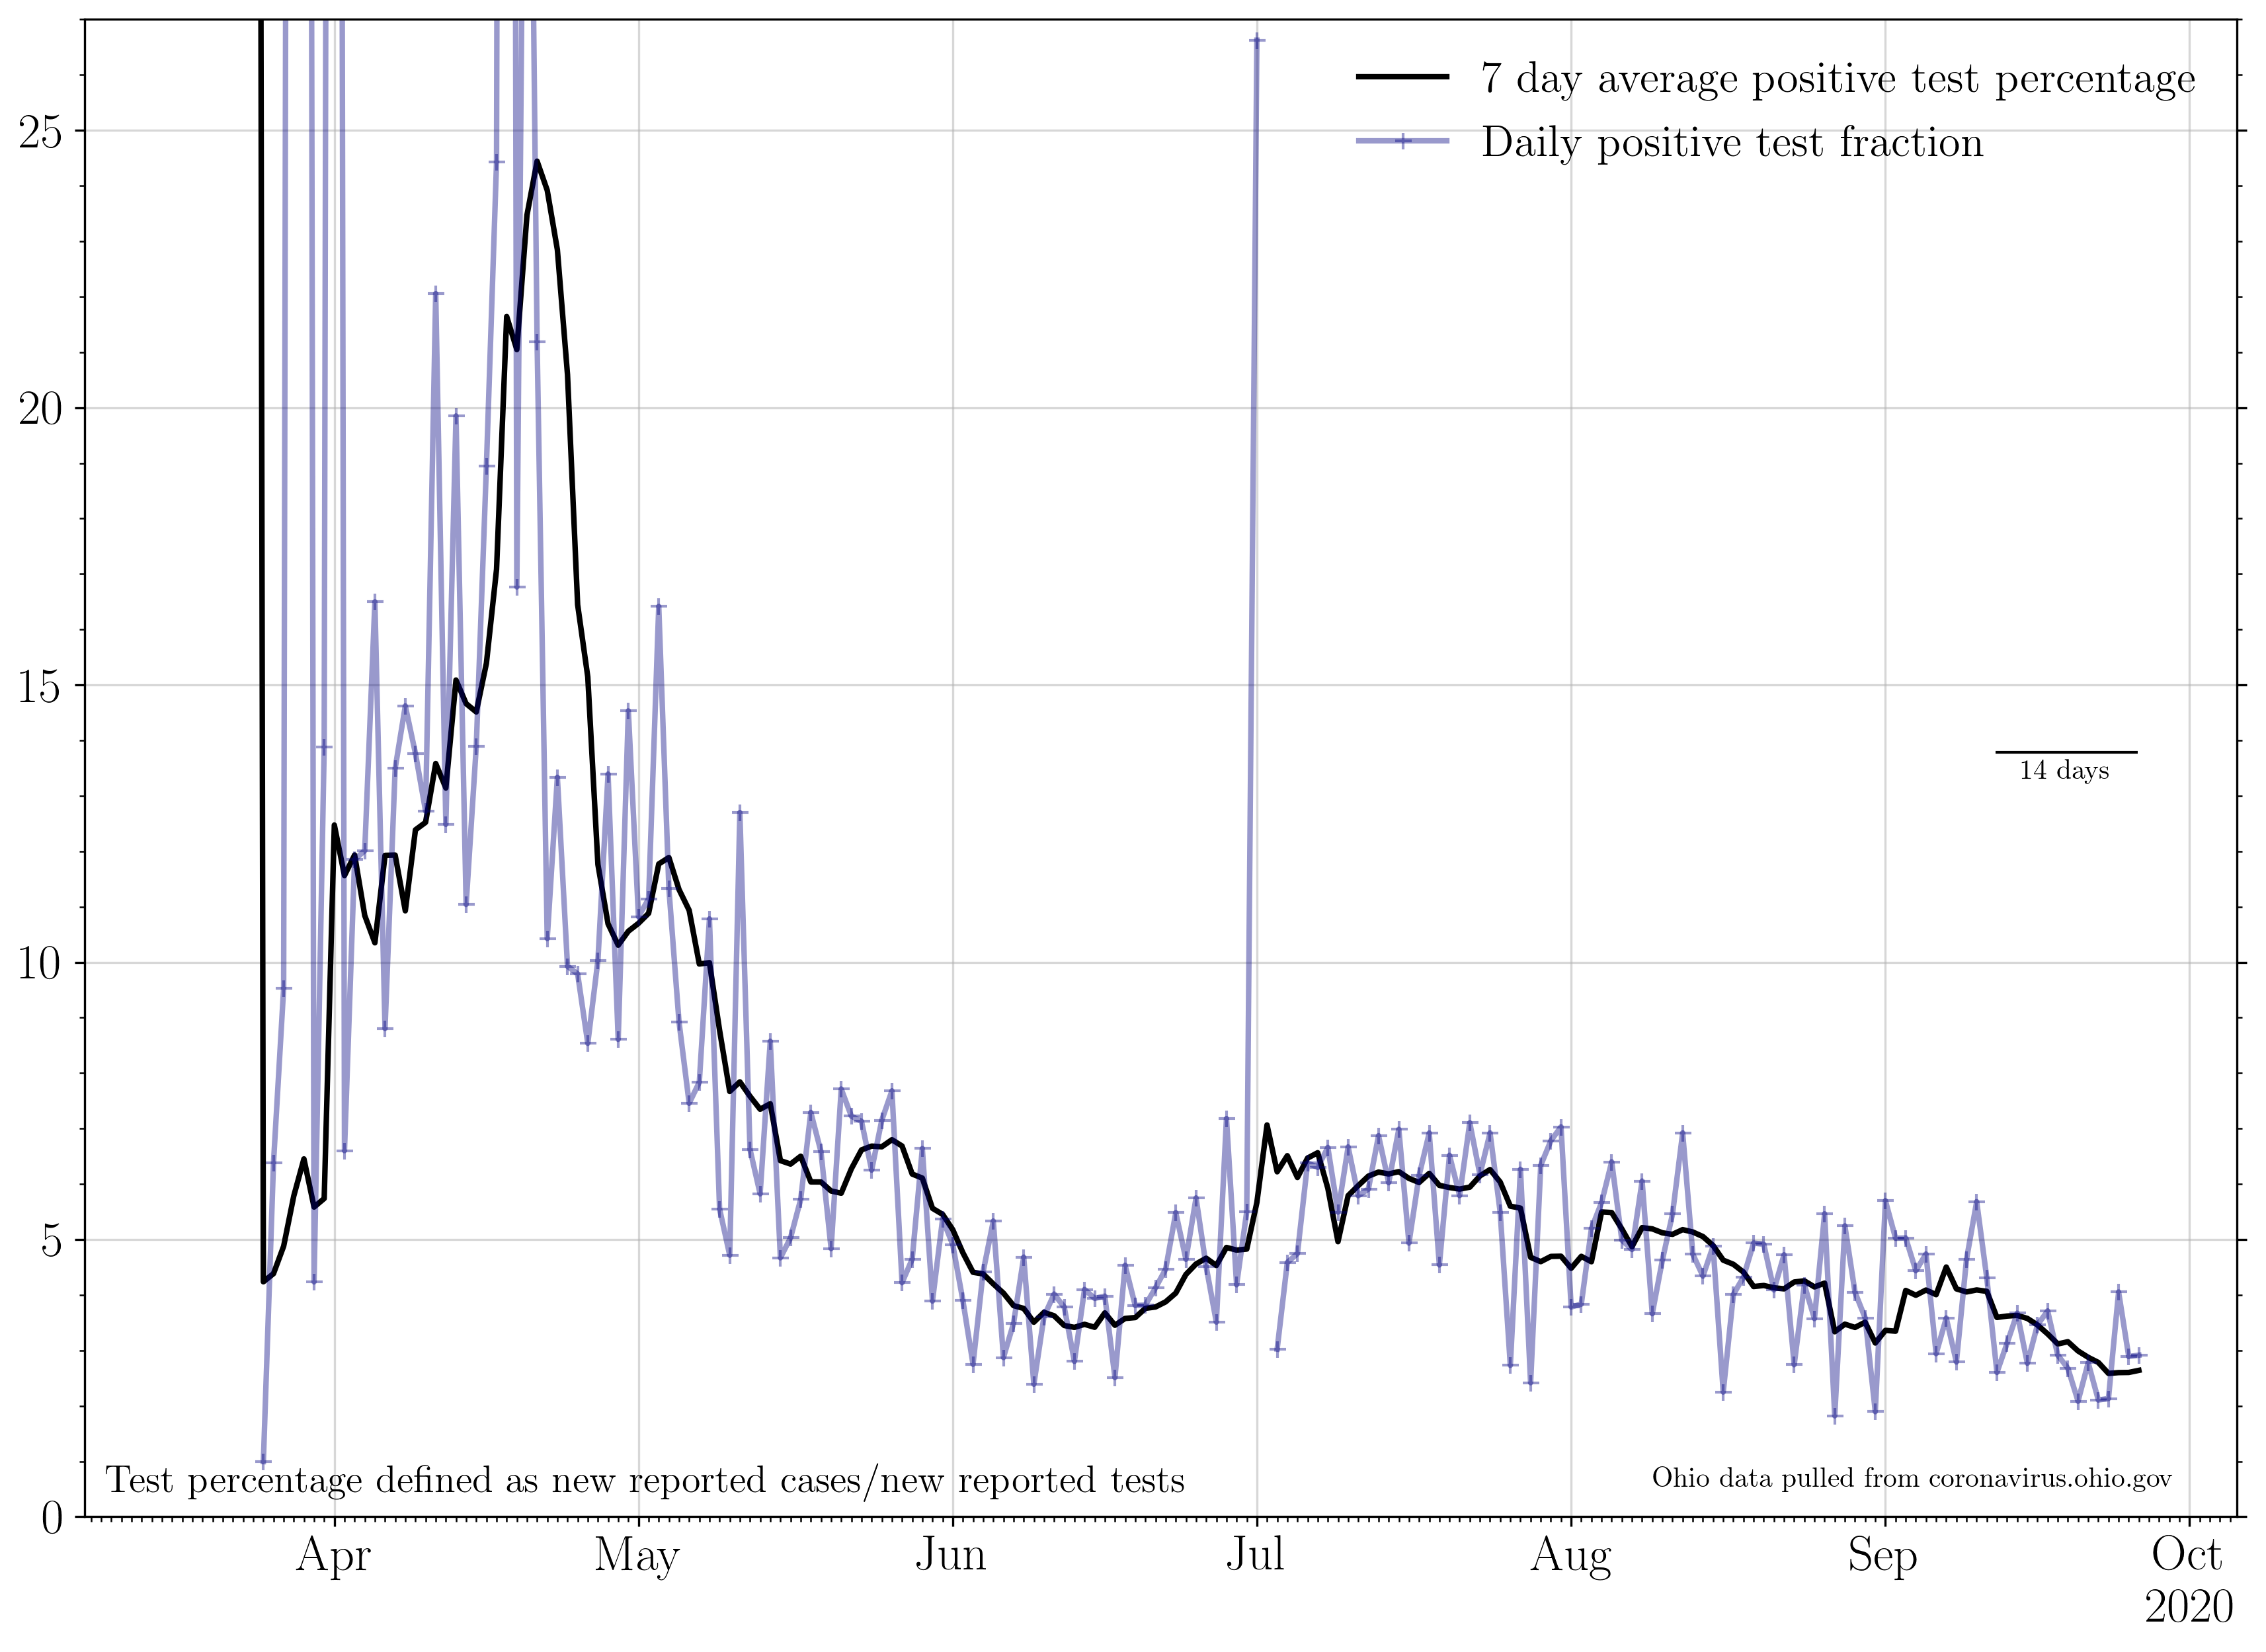 7 day average positive test percentage
Daily positive test fraction
25
20
15
10
5
0
14 days
Test percentage defined as new reported cases/new reported tests
Ohio data pulled from coronavirus.ohio.gov
Apr May Jun Jul Aug Sep Oct
2020